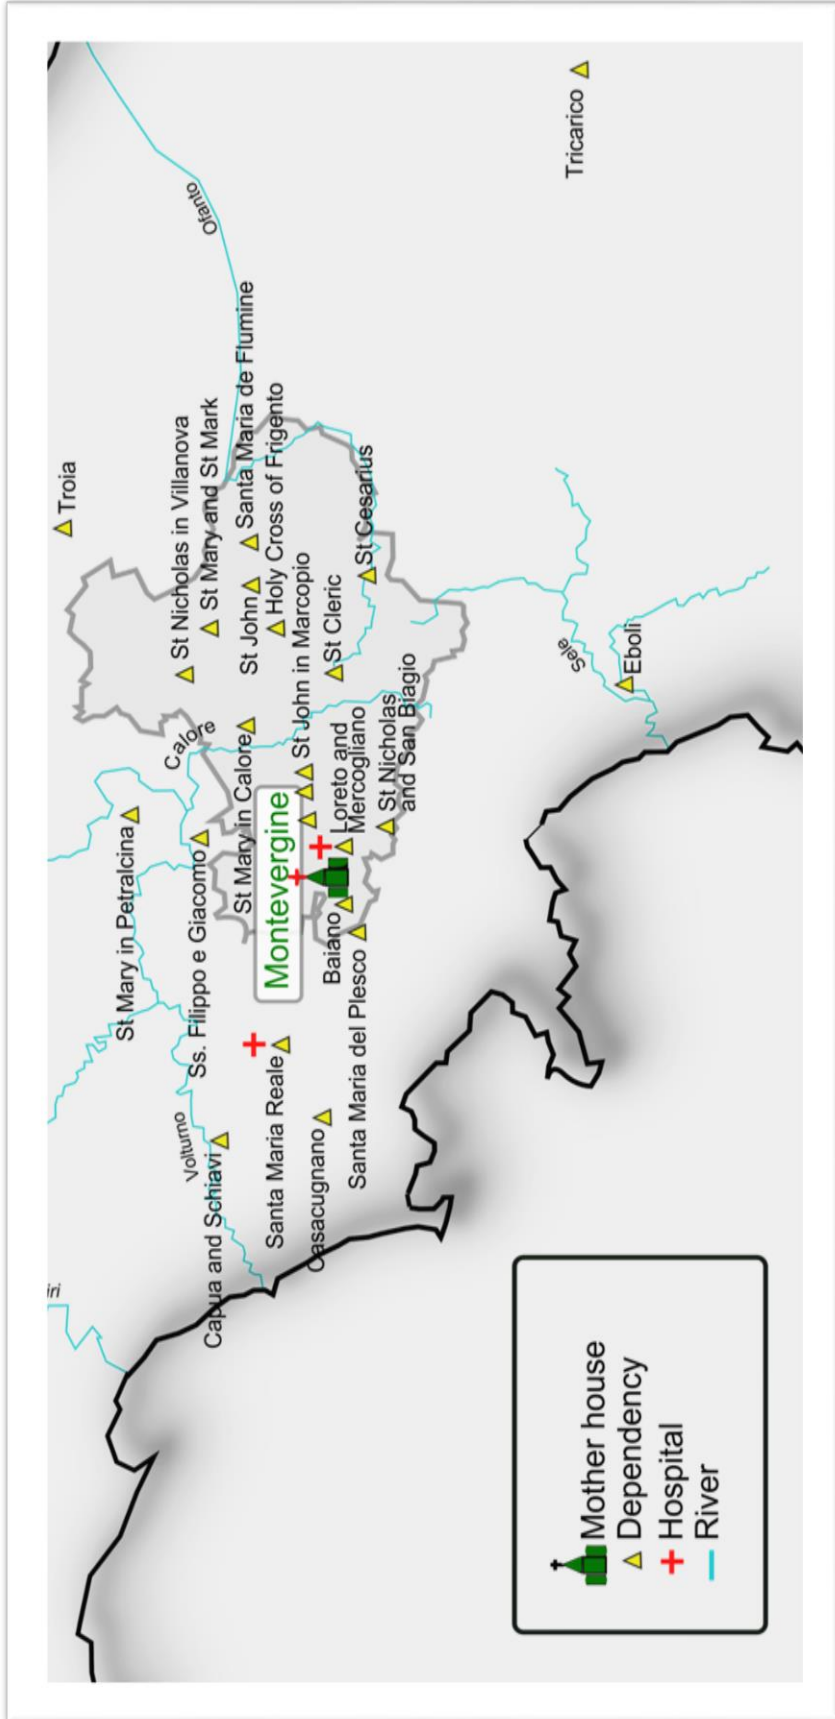 Troia
St Nicholas in Villanova
St Mary in Petralcina
St Mary and St Mark
Ofanto
Calore
Ss. Filippo e Giacomo
Volturno
Capua and Schiavi
iri
St Mary in Calore
St John
Santa Maria de Flumine
Holy Cross of Frigento
Montevergine
St John in Marcopio
Santa Maria Reale
Casacugnano
Baiano
Loreto and
Mercogliano
St Cleric
St Cesarius
Santa Maria del Plesco
St Nicholas
and San Biagio
Tricarico
Sele
Eboli
Mother house
Dependency
Hospital
River